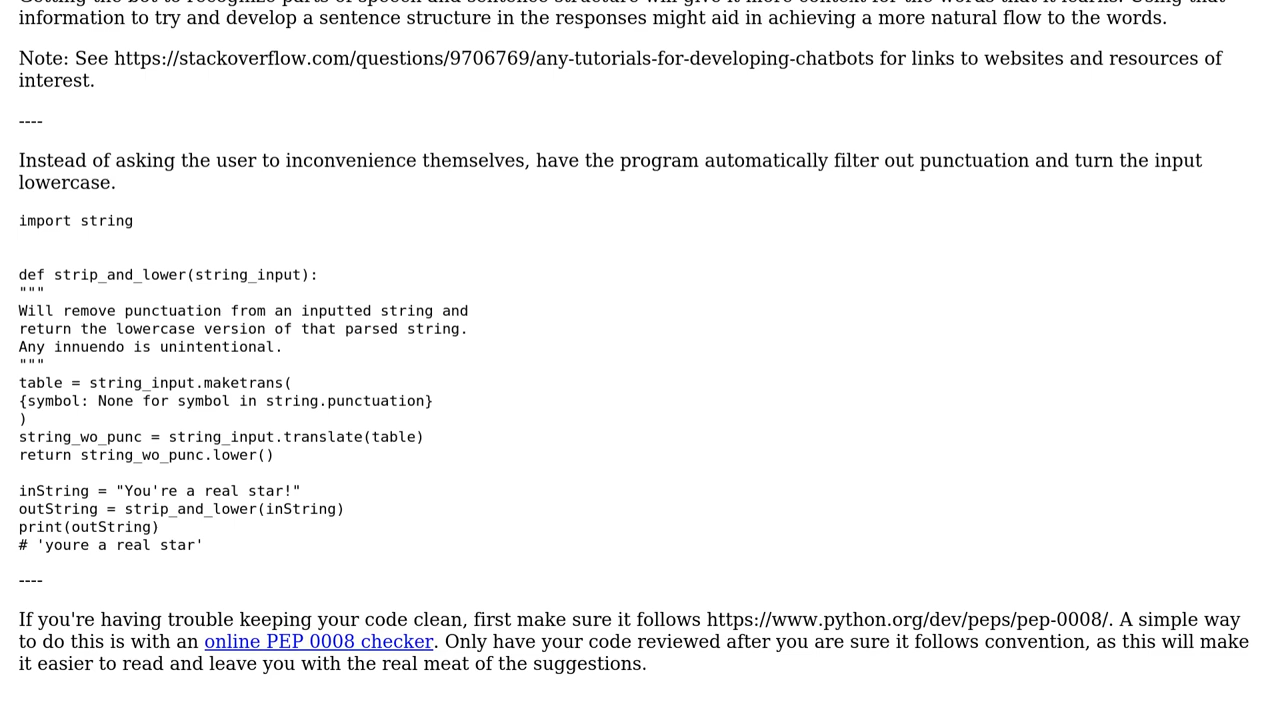 information to try and develop a sentence structure in the responses might aid in achieving a more natural flow to the words.
Note: See https://stackoverflow.com/questions/9706769/any-tutorials-for-developing-chatbots for links to websites and resources of
interest.
----
Instead of asking the user to inconvenience themselves, have the program automatically filter out punctuation and turn the input
lowercase.
import string
def strip_and_lower(string_input):
"""
Will remove punctuation from an inputted string and
return the lowercase version of that parsed string.
Any innuendo is unintentional.
"""
table = string_input.maketrans(
{symbol: None for symbol in string.punctuation}
)
string_wo_punc = string_input.translate(table)
return string_wo_punc.lower()
inString = "You're a real star!"
outString = strip_and_lower(inString)
print(outString)
# 'youre a real star'
----
If you're having trouble keeping your code clean, first make sure it follows https://www.python.org/dev/peps/pep-0008/. A simple way
to do this is with an online PEP 0008 checker. Only have your code reviewed after you are sure it follows convention, as this will make
it easier to read and leave you with the real meat of the suggestions.